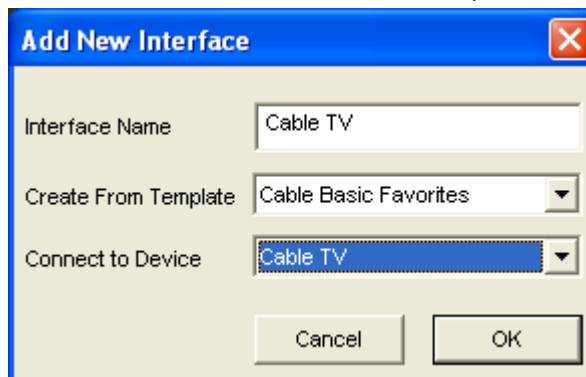 Add New Interface
Interface Name Cable TV
Create From Template Cable Basic Favorites
Connect to Device Cable TV
Cancel OK